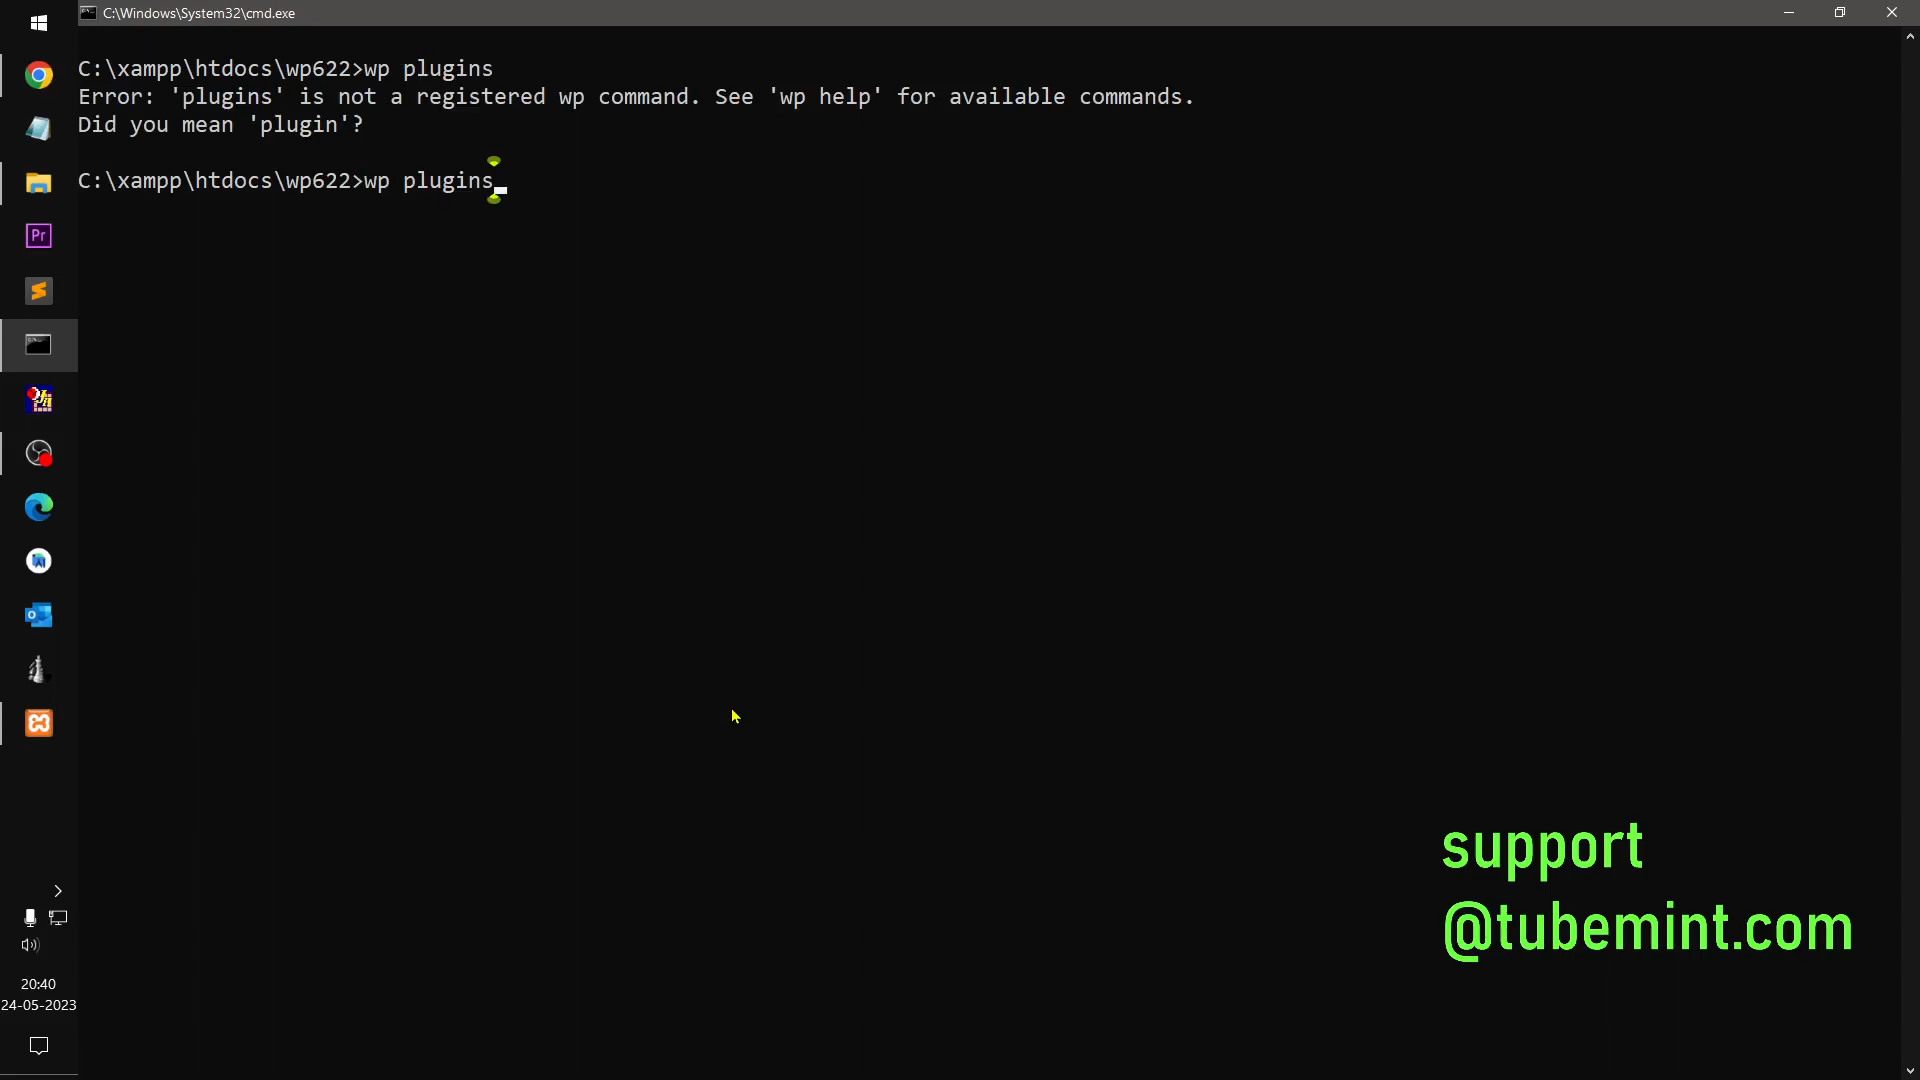 C:\Windows\System32\cmd.exe
C:\xampp\htdocs\wp622>wp plugins
Error: 'plugins' is not a registered wp command. See 'wp help' for available commands.
Did you mean 'plugin'?
C:\xampp\htdocs\wp622>wp plugins
Pr
support
@tubemint.com
20:40
24-05-2023